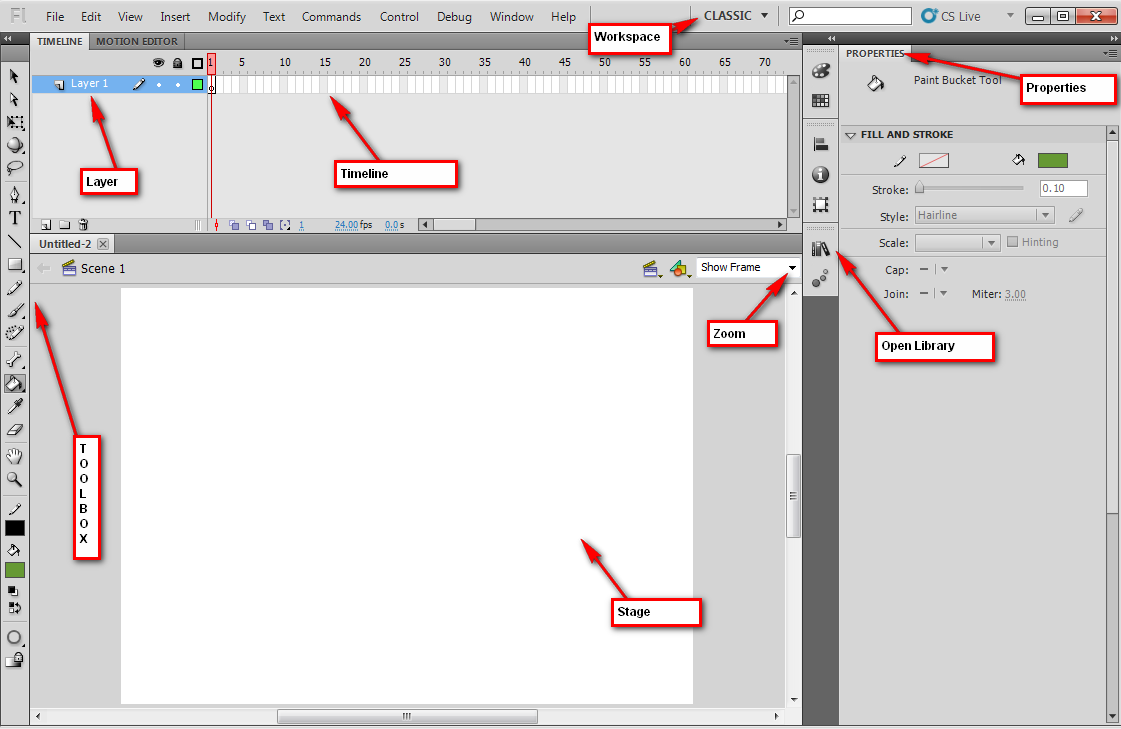 Fl File Edit View Insert Modify Text Commands Control Debug Window Help CLASSIC CS Live
Workspace
TIMELINE MOTION EDITOR
PROPERTIES
1 5 10 15 20 25 30 35 40 45 50 55 60 65 70
Layer 1
Paint Bucket Tool
Properties
Layer
Timeline
FILL AND STROKE
Stroke: 0.10
Style: Hairline
1 24.00 fps 0.0 s
Untitled-2
Scale: Hinting
Scene 1
Show Frame
Cap:
Join: Miter: 3.00
Zoom
Open Library
T
O
O
L
B
O
X
Stage
T